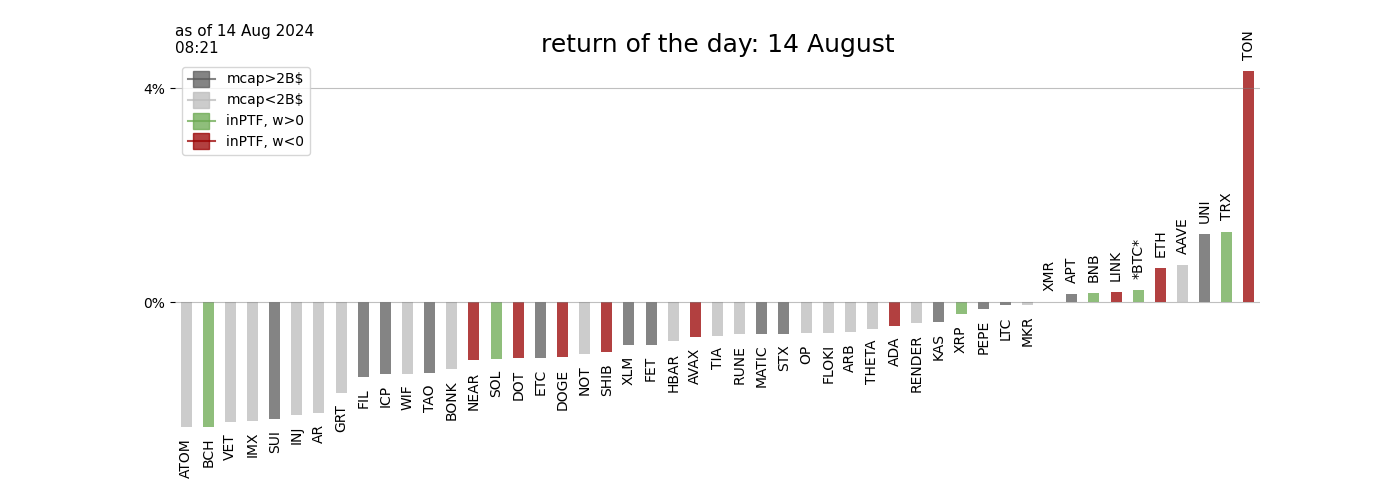 as of 14 Aug 2024
08:21
return of the day: 14 August
mcap>2B$
mcap<2B$
inPTF, w>0
inPTF, w<0
4%
0%
ATOM
BCH
VET
IMX
SUI
INJ
AR
GRT
FIL
ICP
WIF
TAO
BONK
NEAR
SOL
DOT
ETC
DOGE
NOT
SHIB
XLM
FET
HBAR
AVAX
TIA
RUNE
MATIC
STX
OP
FLOKI
ARB
THETA
ADA
RENDER
KAS
XRP
PEPE
LTC
MKR
XMR
APT
BNB
LINK
*BTC*
ETH
AAVE
UNI
TRX
TON